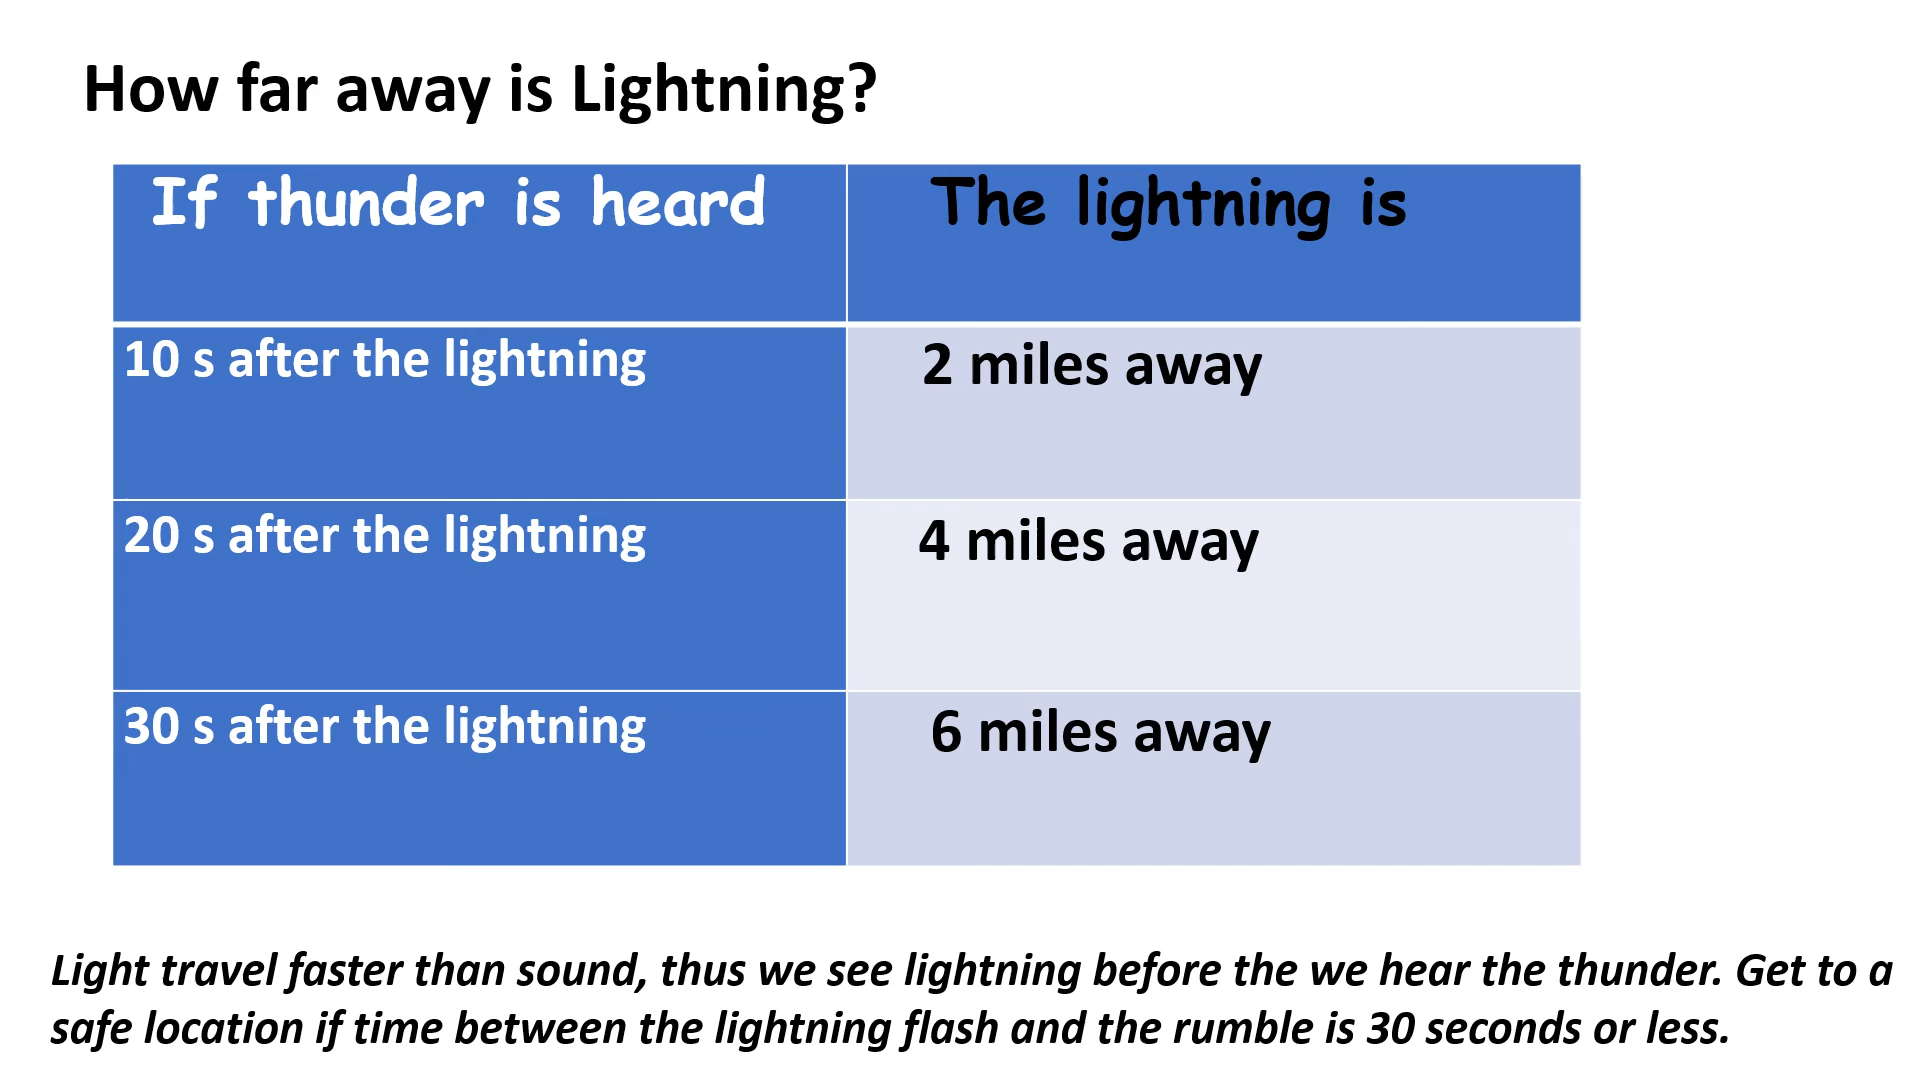 How far away is Lightning?
If thunder is heard
The lightning is
10 s after the lightning
2 miles away
20 s after the lightning
4 miles away
30 s after the lightning
6 miles away
Light travel faster than sound, thus we see lightning before the we hear the thunder. Get to a
safe location if time between the lightning flash and the rumble is 30 seconds or less.